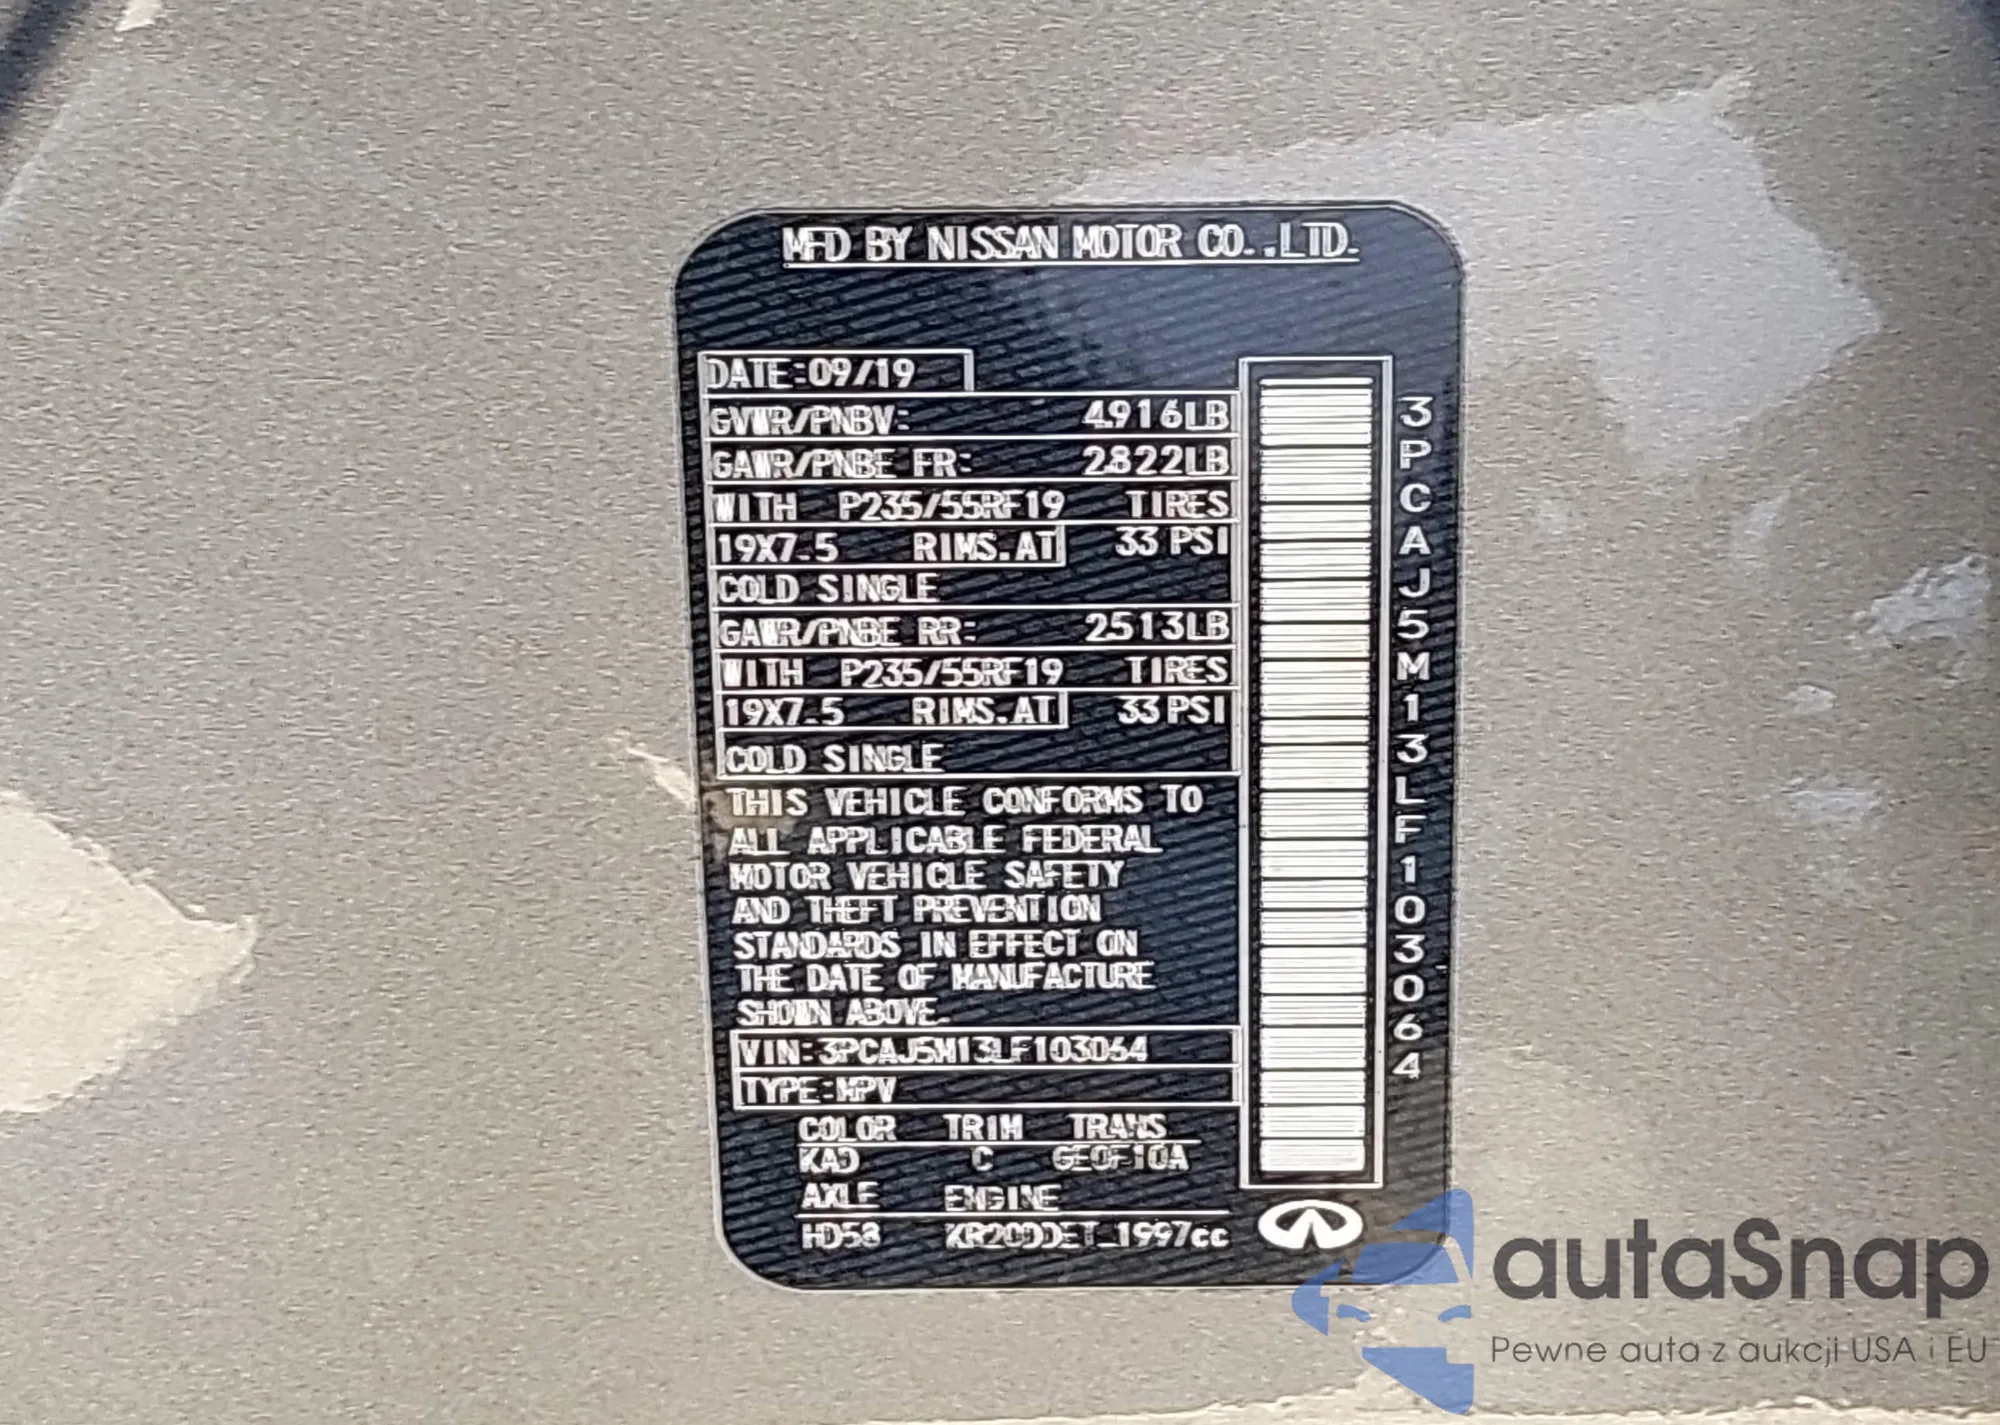 MFD BY NISSAN MOTOR CO.,LTD.
DATE:09/19
GVWR/PNBV: 4916LB
GAWR/PNBE FR: 2822LB
WITH P235/55RF19 TIRES
19X7.5 RIMS.AT 33 PSI
COLD SINGLE
GAWR/PNBE RR: 2513LB
WITH P235/55RF19 TIRES
19X7.5 RIMS.AT 33 PSI
COLD SINGLE
THIS VEHICLE CONFORMS TO
ALL APPLICABLE FEDERAL
MOTOR VEHICLE SAFETY
AND THEFT PREVENTION
STANDARDS IN EFFECT ON
THE DATE OF MANUFACTURE
SHOWN ABOVE.
VIN:3PCAJ5M13LF103064
TYPE:MPV
COLOR TRIM TRANS
KAD C GE0F10A
AXLE ENGINE
HD58 KR20DDET 1997cc
3PCAJ5M13LF103064
autaSnap
Pewne auta z aukcji USA i EU